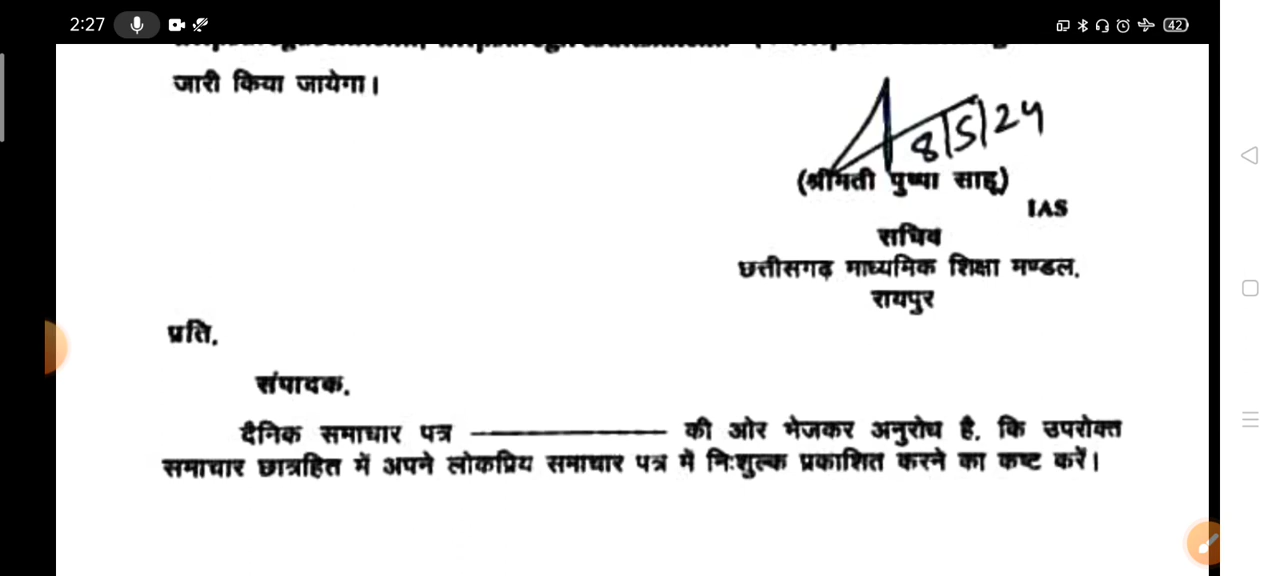 2:27
42
जारी किया जायेगा।
8/5/24
(श्रीमती पुष्पा साहू)
IAS
सचिव
छत्तीसगढ़ माध्यमिक शिक्षा मण्डल,
रायपुर
प्रति,
संपादक,
दैनिक समाचार पत्र ——————— की ओर भेजकर अनुरोध है, कि उपरोक्त
समाचार छात्रहित में अपने लोकप्रिय समाचार पत्र में निःशुल्क प्रकाशित करने का कष्ट करें।